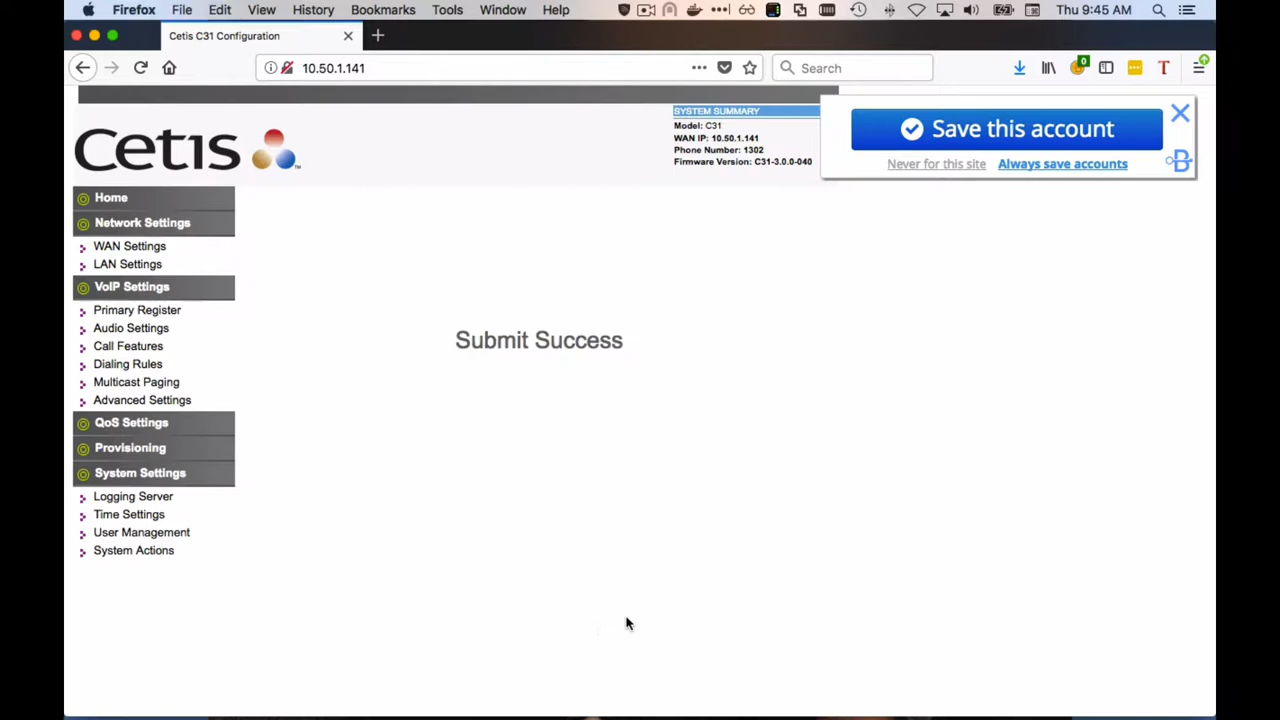 Firefox File Edit View History Bookmarks Tools Window Help Thu 9:45 AM
Cetis C31 Configuration
10.50.1.141
Search
0
T
Cetis
TM
SYSTEM SUMMARY
Model: C31
WAN IP: 10.50.1.141
Phone Number: 1302
Firmware Version: C31-3.0.0-040
Save this account
Never for this site Always save accounts
Home
Network Settings
WAN Settings
LAN Settings
VoIP Settings
Primary Register
Audio Settings
Call Features
Dialing Rules
Multicast Paging
Advanced Settings
QoS Settings
Provisioning
System Settings
Logging Server
Time Settings
User Management
System Actions
Submit Success